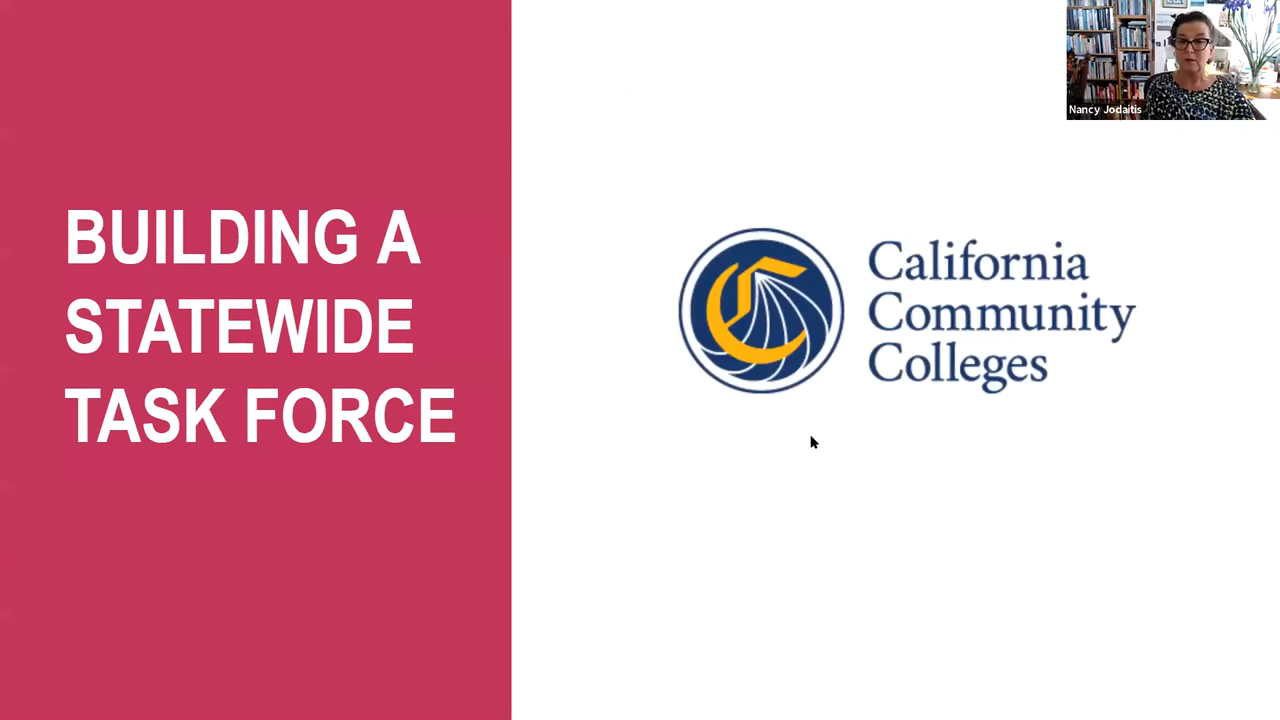 BUILDING A
STATEWIDE
TASK FORCE
California
Community
Colleges
Nancy Jodaitis